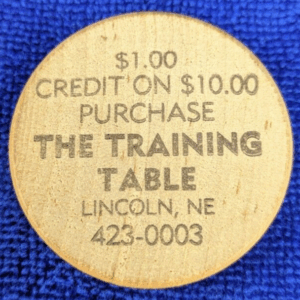 $1.00
CREDIT ON $10.00
PURCHASE
THE TRAINING
TABLE
LINCOLN, NE
423-0003